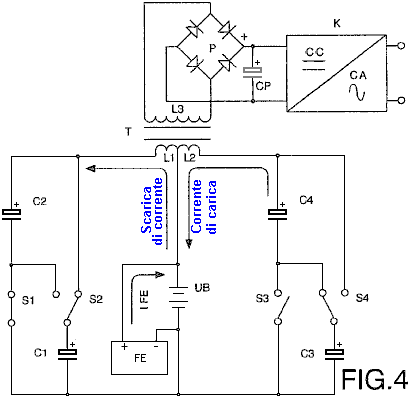 K
P
+
+
CC
CA
CP
L3
T
L1 L2
C2
+
Scarica
di corrente
Corrente
di carica
+
C4
S1
S2
IFE
UB
S3
S4
C1
+
+ -
FE
C3
+
FIG.4